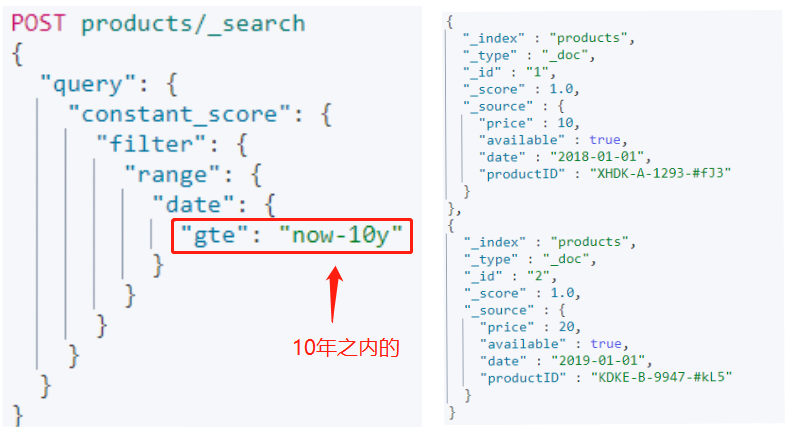 POST products/_search
{
"query": {
"constant_score": {
"filter": {
"range": {
"date": {
"gte": "now-10y"
}
}
}
}
}
}
10年之内的
{
"_index" : "products",
"_type" : "_doc",
"_id" : "1",
"_score" : 1.0,
"_source" : {
"price" : 10,
"available" : true,
"date" : "2018-01-01",
"productID" : "XHDK-A-1293-#fJ3"
}
},
{
"_index" : "products",
"_type" : "_doc",
"_id" : "2",
"_score" : 1.0,
"_source" : {
"price" : 20,
"available" : true,
"date" : "2019-01-01",
"productID" : "KDKE-B-9947-#kL5"
}
}